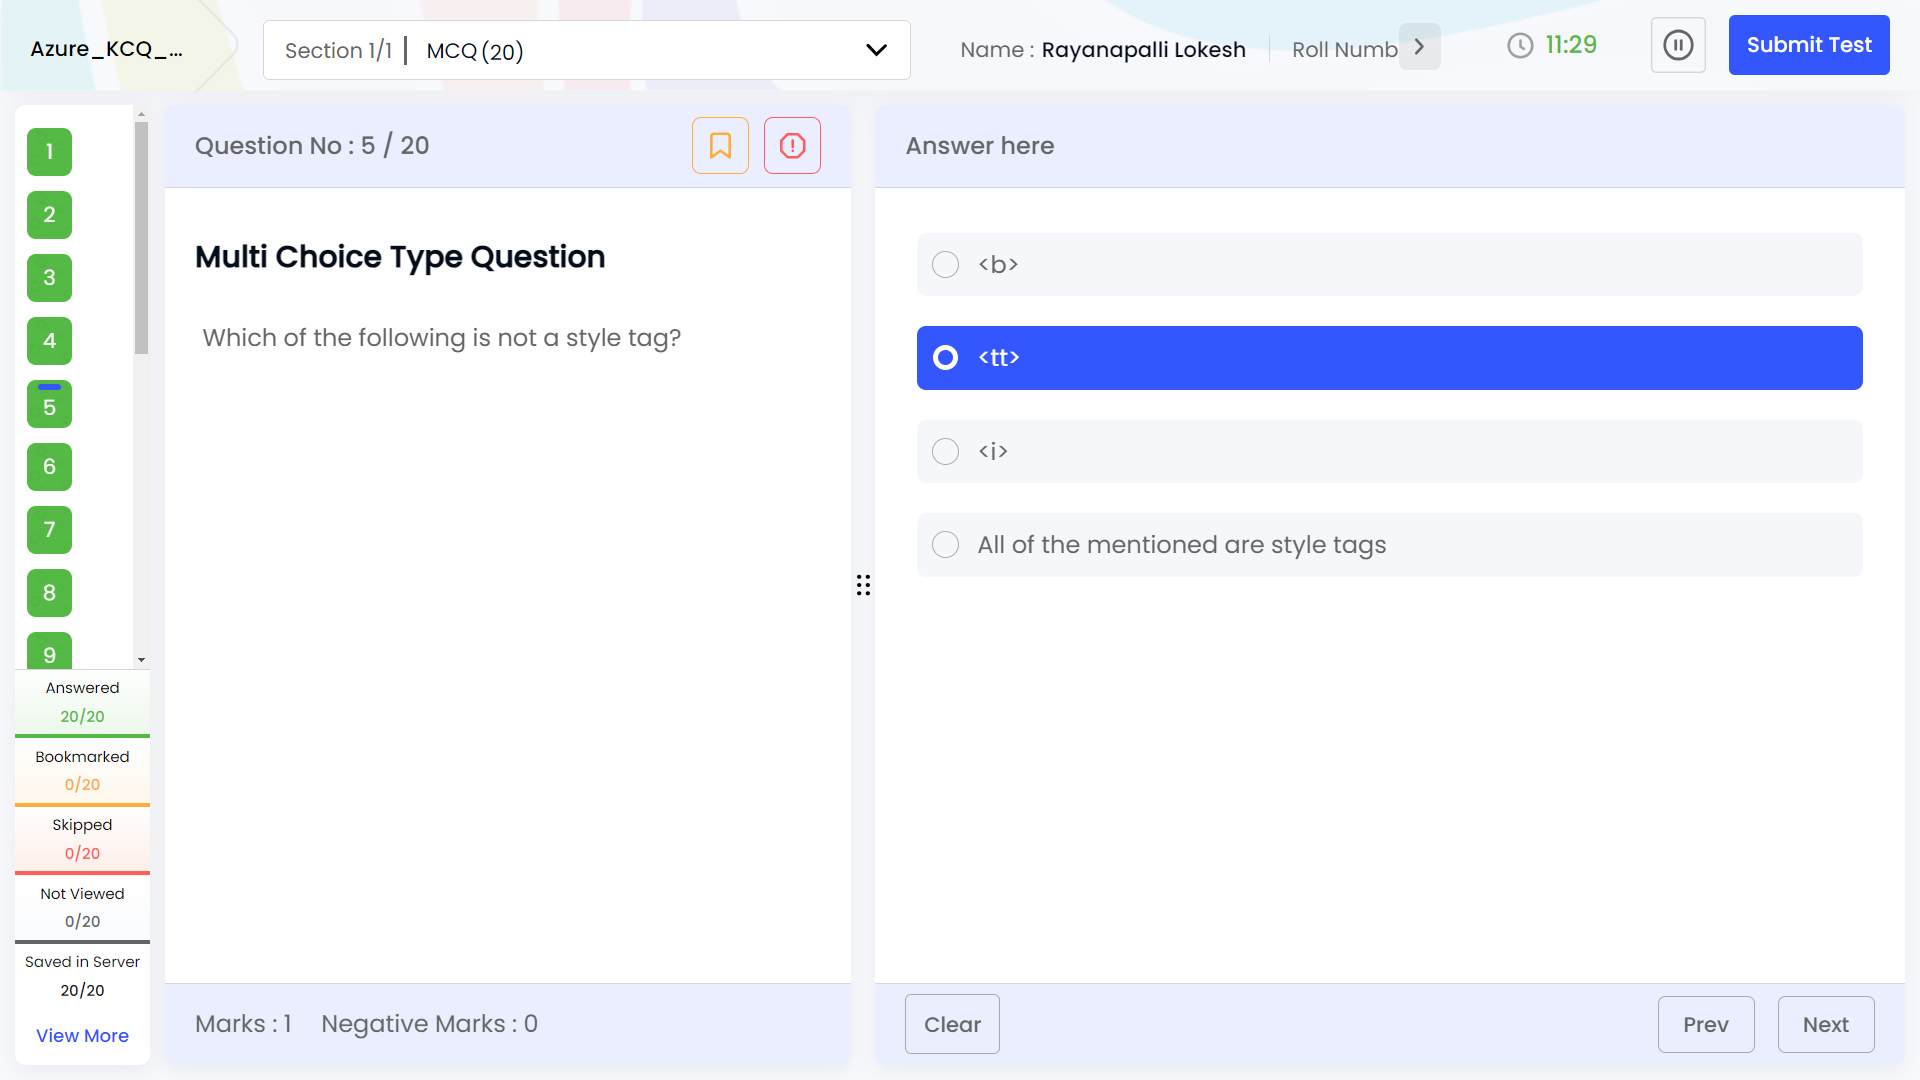 Azure_KCQ_...
Section 1/1 | MCQ (20)
Name : Rayanapalli Lokesh
Roll Numb
11:29
Submit Test
1
2
3
4
5
6
7
8
9
Answered
20/20
Bookmarked
0/20
Skipped
0/20
Not Viewed
0/20
Saved in Server
20/20
View More
Question No : 5 / 20
Multi Choice Type Question
Which of the following is not a style tag?
Marks : 1 Negative Marks : 0
Answer here
<b>
<tt>
<i>
All of the mentioned are style tags
Clear
Prev
Next